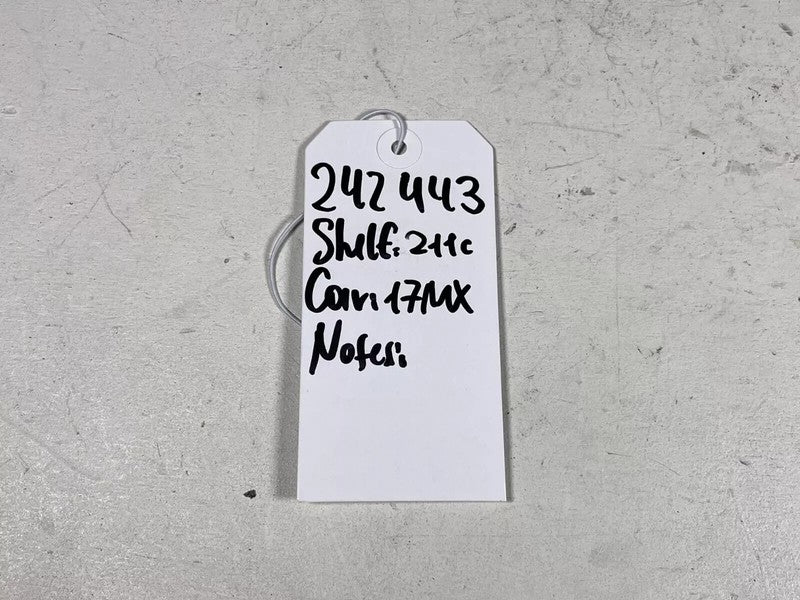 242 443
Shelf: 211c
Car: 17MX
Notes: